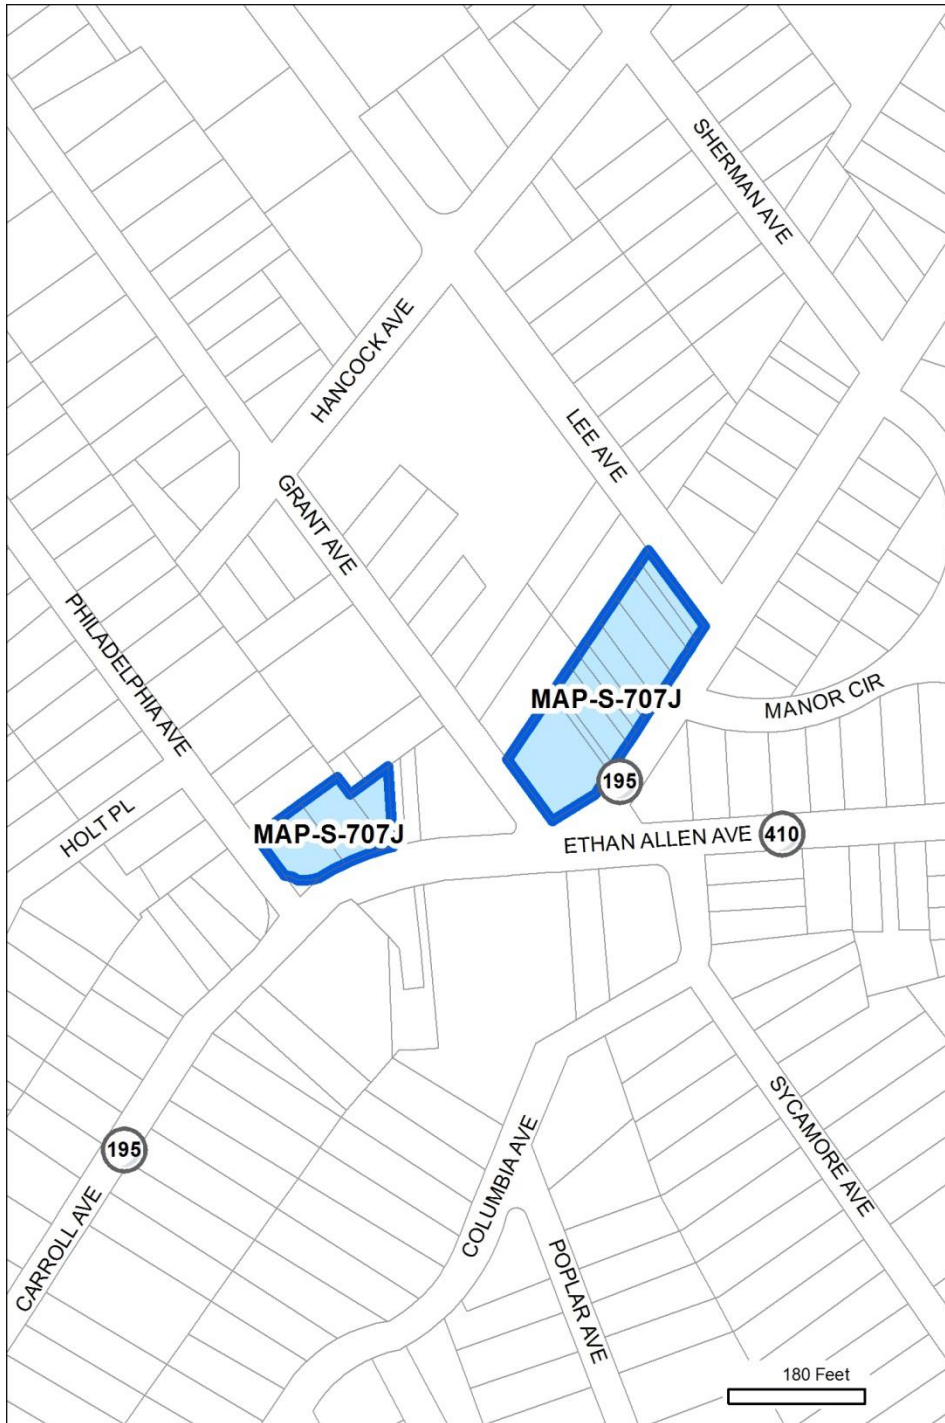 SHERMAN AVE
HANCOCK AVE
LEE AVE
GRANT AVE
PHILADELPHIA AVE
MAP-S-707J
MANOR CIR
195
HOLT PL
MAP-S-707J
ETHAN ALLEN AVE
410
SYCAMORE AVE
195
COLUMBIA AVE
CARROLL AVE
POPLAR AVE
180 Feet